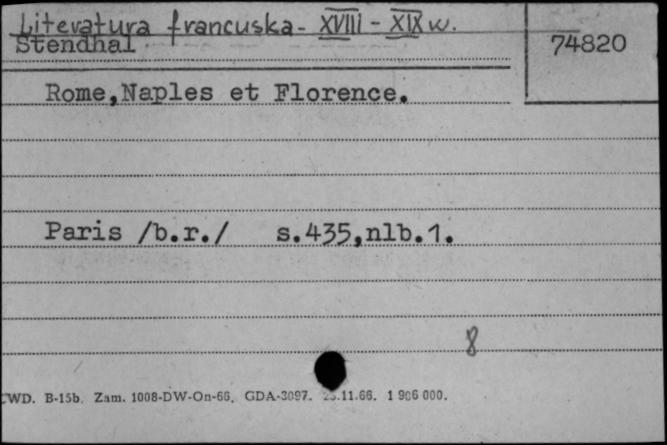 Literatura francuska - XVIII - XIX w.
Stendhal
74820
Rome,Naples et Florence.
Paris /b.r./ s.435,nlb.1.
8
CWD. B-15b. Zam. 1008-DW-On-66. GDA-3097. .11.66. 1 906 000.